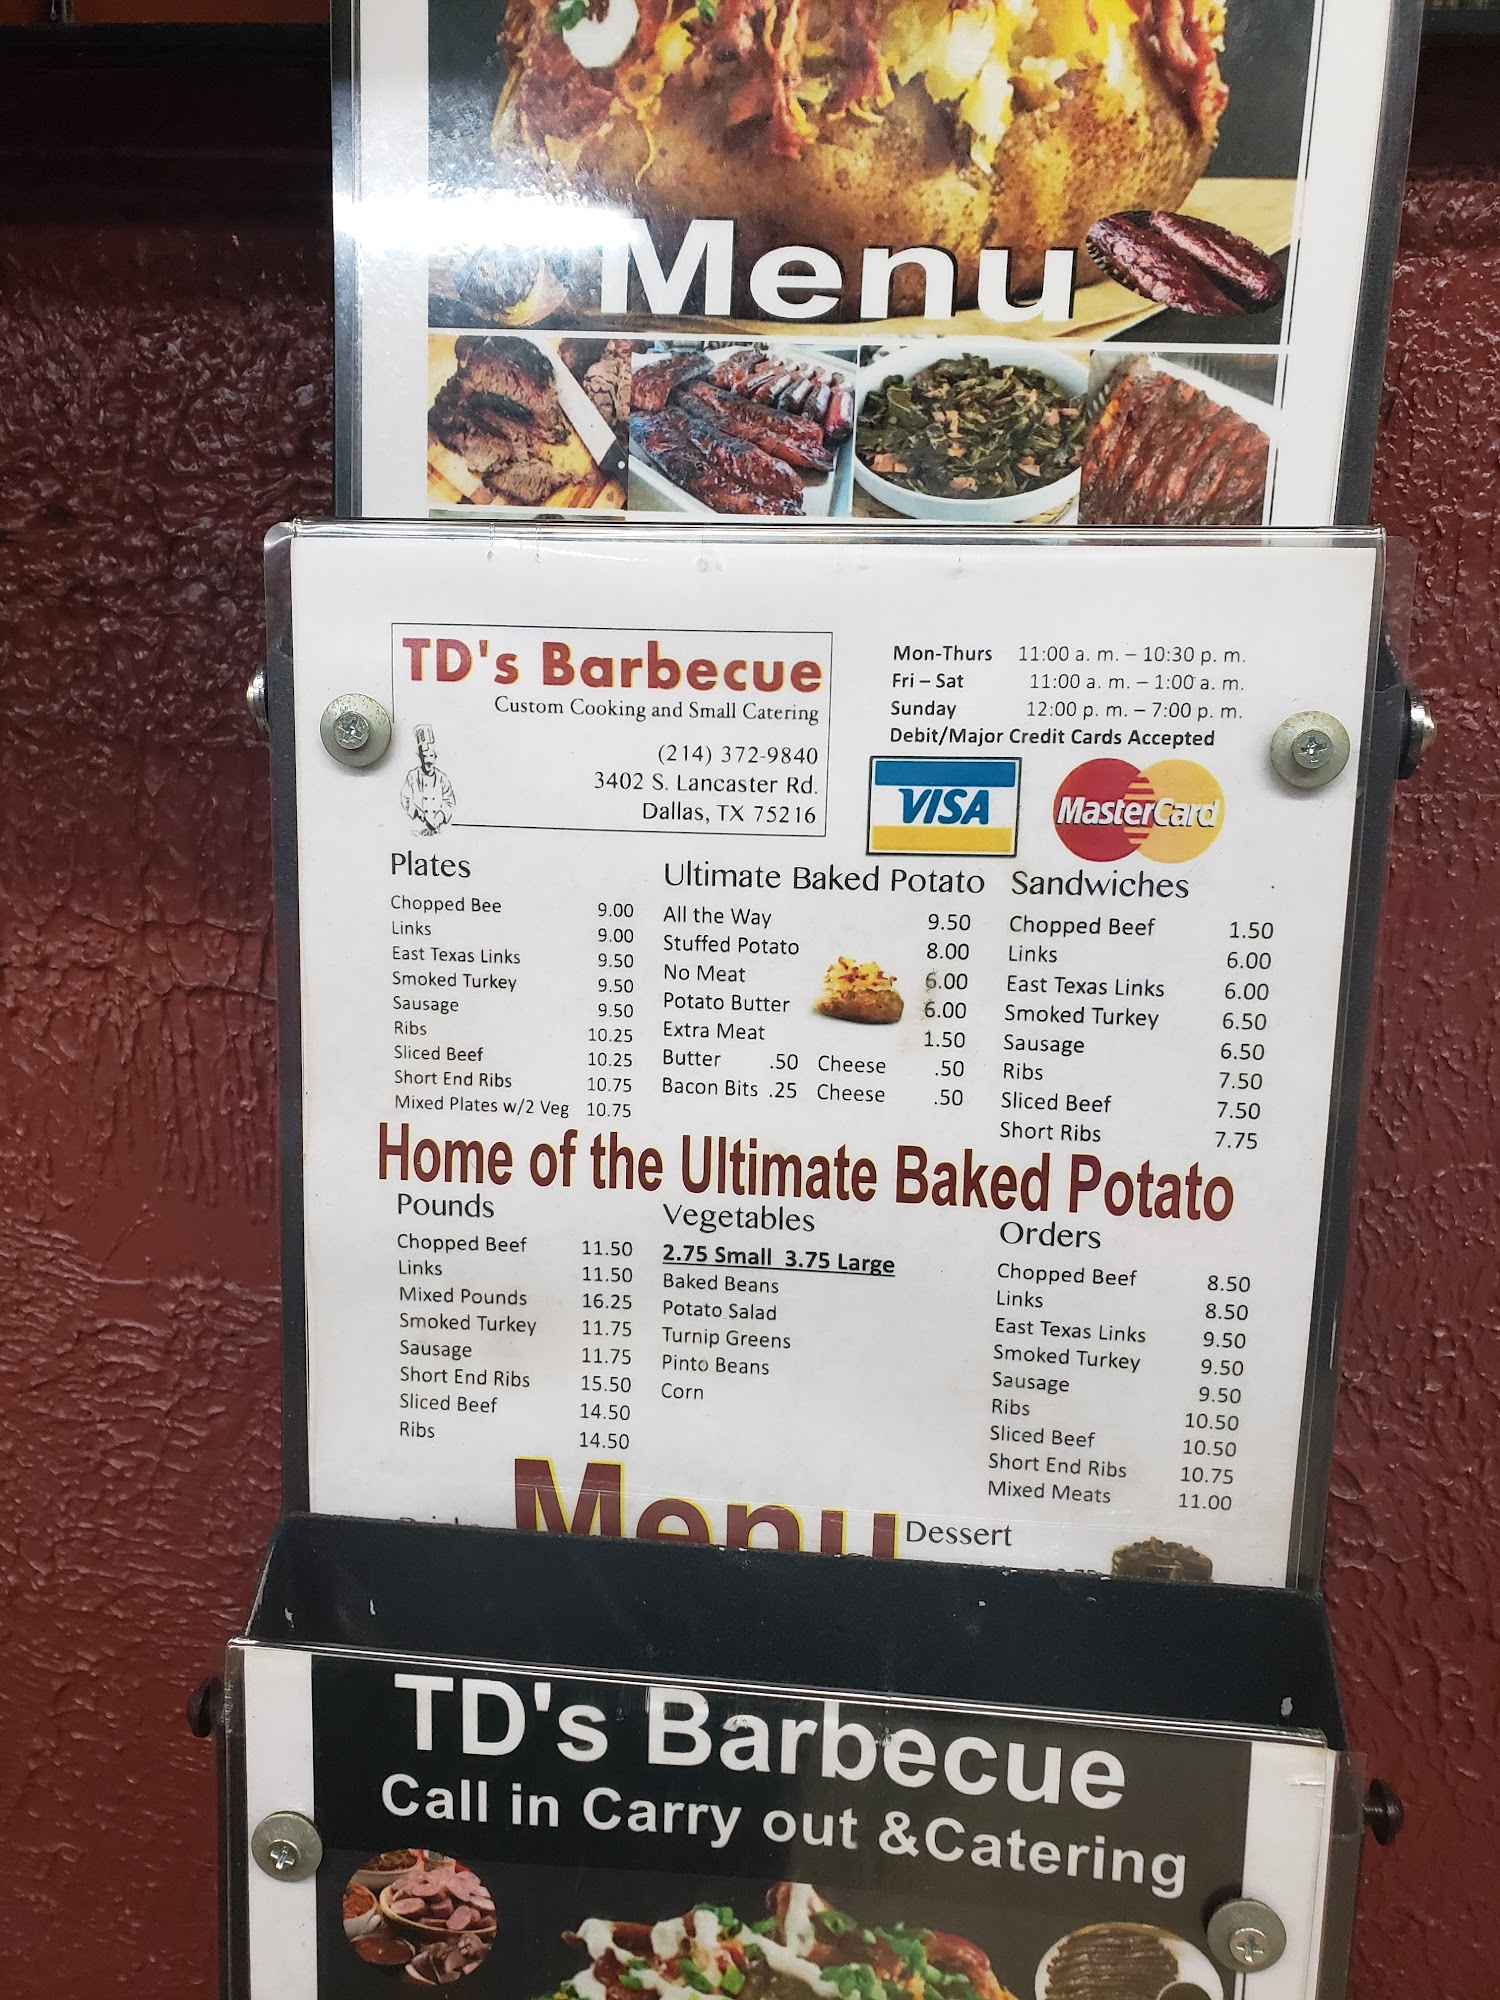 Menu
TD's Barbecue
Custom Cooking and Small Catering
(214) 372-9840
3402 S. Lancaster Rd.
Dallas, TX 75216
Mon-Thurs 11:00 a. m. – 10:30 p. m.
Fri – Sat 11:00 a. m. – 1:00 a. m.
Sunday 12:00 p. m. – 7:00 p. m.
Debit/Major Credit Cards Accepted
VISA
MasterCard
Plates
Chopped Bee 9.00
Links 9.00
East Texas Links 9.50
Smoked Turkey 9.50
Sausage 9.50
Ribs 10.25
Sliced Beef 10.25
Short End Ribs 10.75
Mixed Plates w/2 Veg 10.75
Ultimate Baked Potato
All the Way 9.50
Stuffed Potato 8.00
No Meat 6.00
Potato Butter 6.00
Extra Meat 1.50
Butter .50 Cheese .50
Bacon Bits .25 Cheese .50
Sandwiches
Chopped Beef 1.50
Links 6.00
East Texas Links 6.00
Smoked Turkey 6.50
Sausage 6.50
Ribs 7.50
Sliced Beef 7.50
Short Ribs 7.75
Home of the Ultimate Baked Potato
Pounds
Chopped Beef 11.50
Links 11.50
Mixed Pounds 16.25
Smoked Turkey 11.75
Sausage 11.75
Short End Ribs 15.50
Sliced Beef 14.50
Ribs 14.50
Vegetables
2.75 Small 3.75 Large
Baked Beans
Potato Salad
Turnip Greens
Pinto Beans
Corn
Orders
Chopped Beef 8.50
Links 8.50
East Texas Links 9.50
Smoked Turkey 9.50
Sausage 9.50
Ribs 10.50
Sliced Beef 10.50
Short End Ribs 10.75
Mixed Meats 11.00
Menu
Dessert
TD's Barbecue
Call in Carry out &Catering